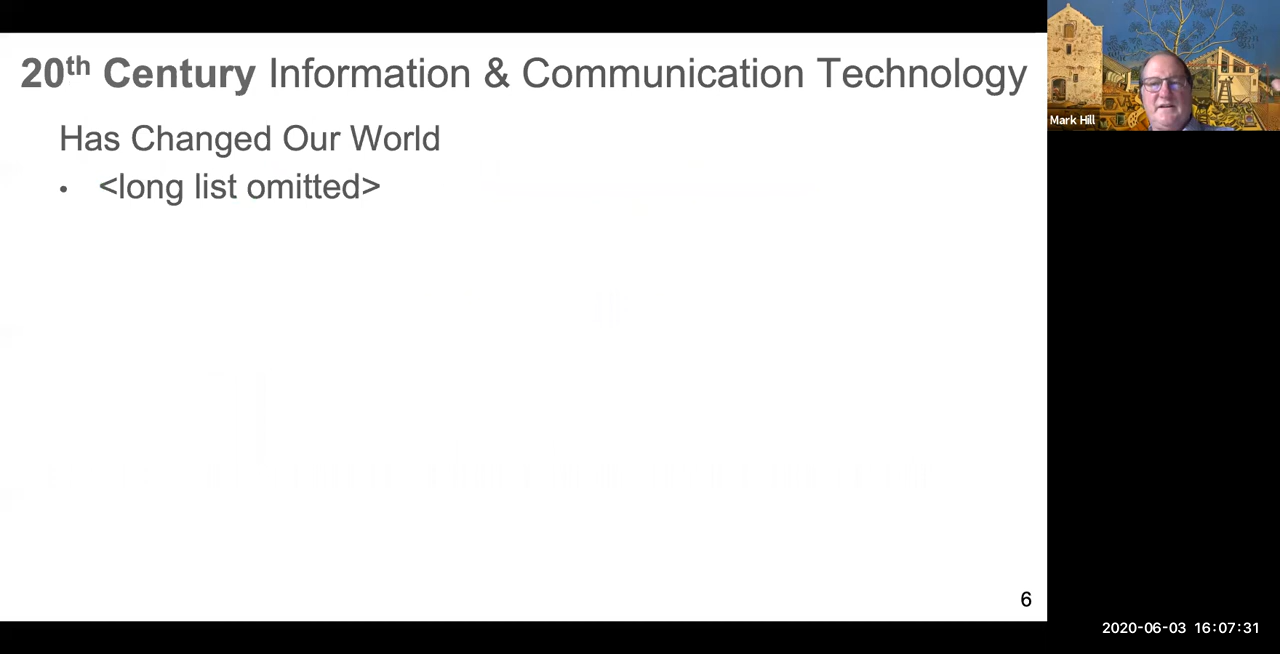 20th Century Information & Communication Technology
Has Changed Our World
• <long list omitted>
6
Mark Hill
2020-06-03 16:07:31